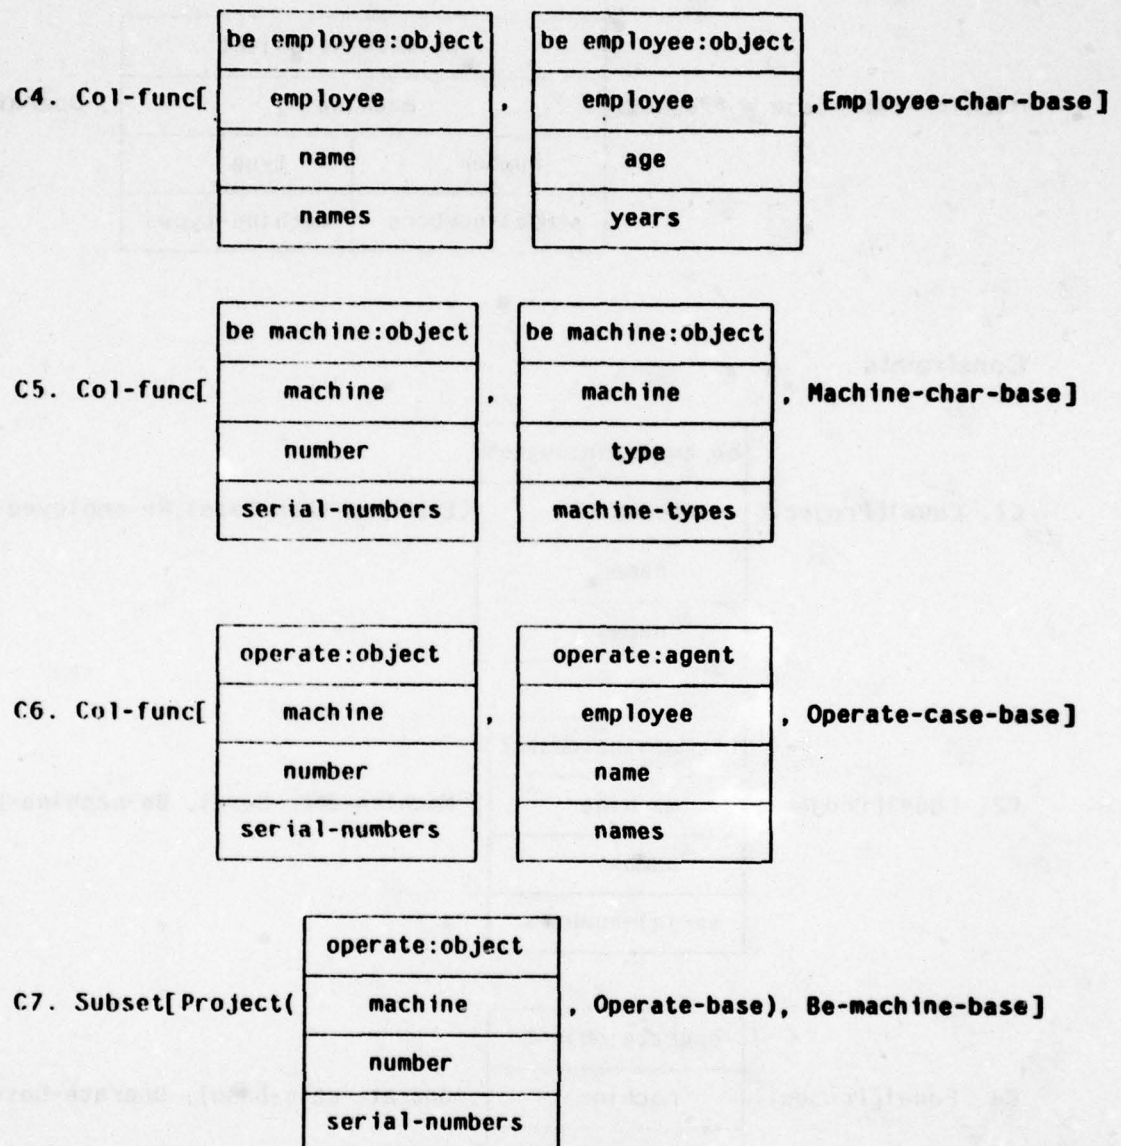 be employee:object be employee:object
C4. Col-func[ employee , employee ,Employee-char-base]
name age
names years
be machine:object be machine:object
C5. Col-func[ machine , machine , Machine-char-base]
number type
serial-numbers machine-types
operate:object operate:agent
C6. Col-func[ machine , employee , Operate-case-base]
number name
serial-numbers names
operate:object
C7. Subset[Project( machine , Operate-base), Be-machine-base]
number
serial-numbers